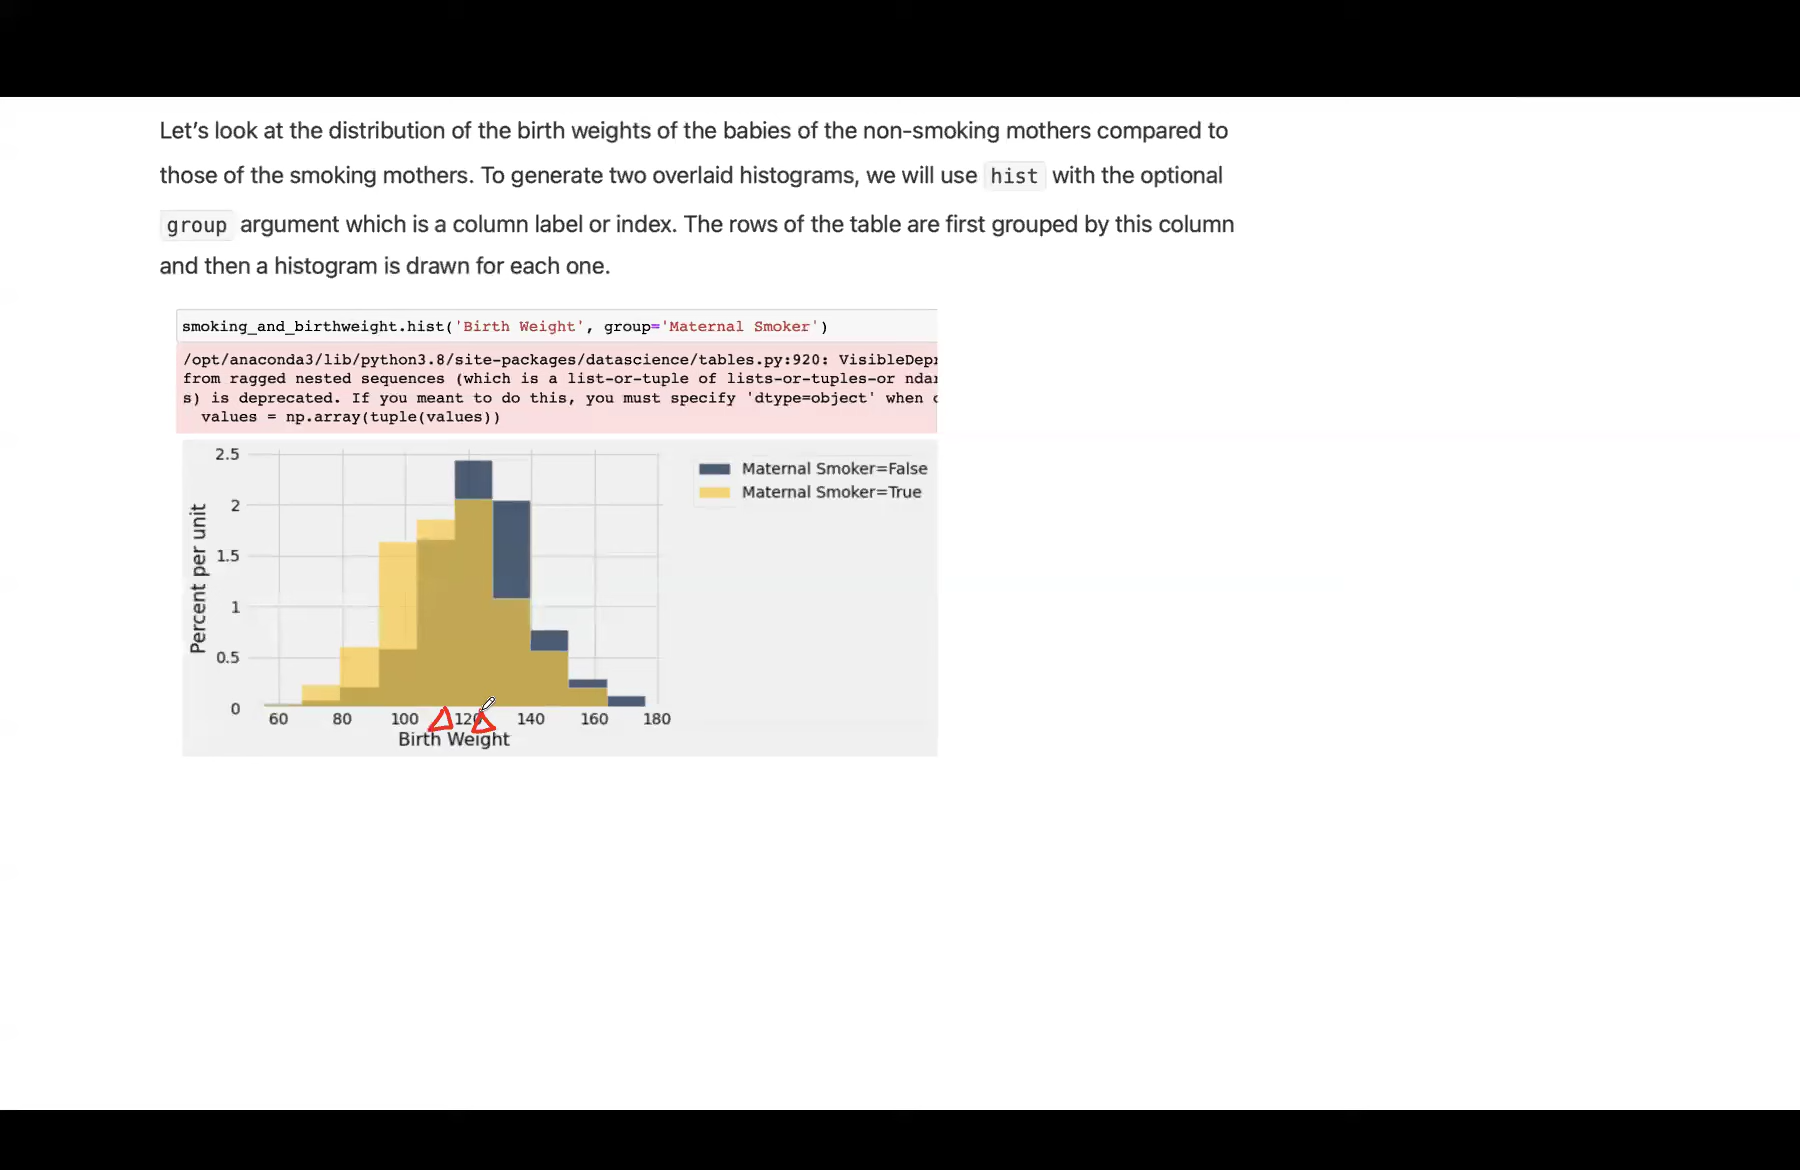 Let’s look at the distribution of the birth weights of the babies of the non-smoking mothers compared to
those of the smoking mothers. To generate two overlaid histograms, we will use hist with the optional
group argument which is a column label or index. The rows of the table are first grouped by this column
and then a histogram is drawn for each one.
smoking_and_birthweight.hist('Birth Weight', group='Maternal Smoker')
/opt/anaconda3/lib/python3.8/site-packages/datascience/tables.py:920: VisibleDepr
from ragged nested sequences (which is a list-or-tuple of lists-or-tuples-or ndar
s) is deprecated. If you meant to do this, you must specify 'dtype=object' when
values = np.array(tuple(values))
2.5
2
1.5
1
0.5
0
Percent per unit
60 80 100 120 140 160 180
Birth Weight
Maternal Smoker=False
Maternal Smoker=True